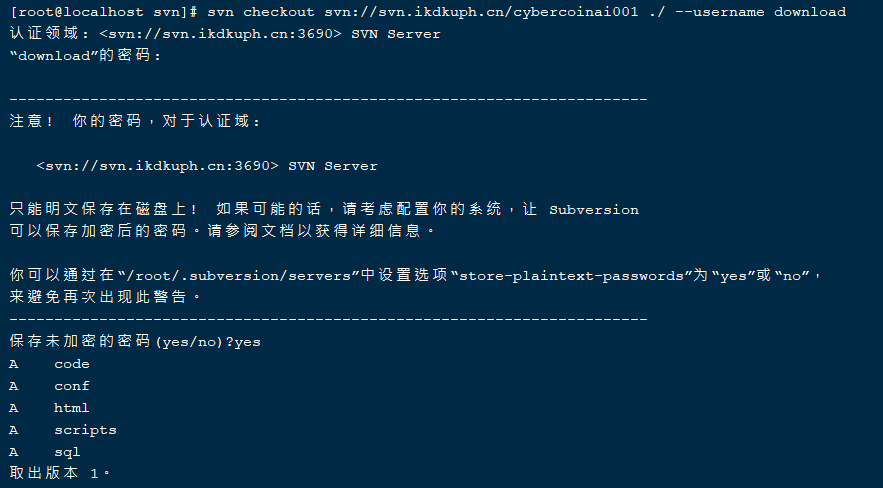 [root@localhost svn]# svn checkout svn://svn.ikdkuph.cn/cybercoinai001 ./ --username download
认证领域: <svn://svn.ikdkuph.cn:3690> SVN Server
“download”的密码:
-----------------------------------------------------------------------
注意!  你的密码，对于认证域:
   <svn://svn.ikdkuph.cn:3690> SVN Server
只能明文保存在磁盘上!  如果可能的话，请考虑配置你的系统，让 Subversion
可以保存加密后的密码。请参阅文档以获得详细信息。
你可以通过在“/root/.subversion/servers”中设置选项“store-plaintext-passwords”为“yes”或“no”，
来避免再次出现此警告。
-----------------------------------------------------------------------
保存未加密的密码(yes/no)?yes
A    code
A    conf
A    html
A    scripts
A    sql
取出版本 1。